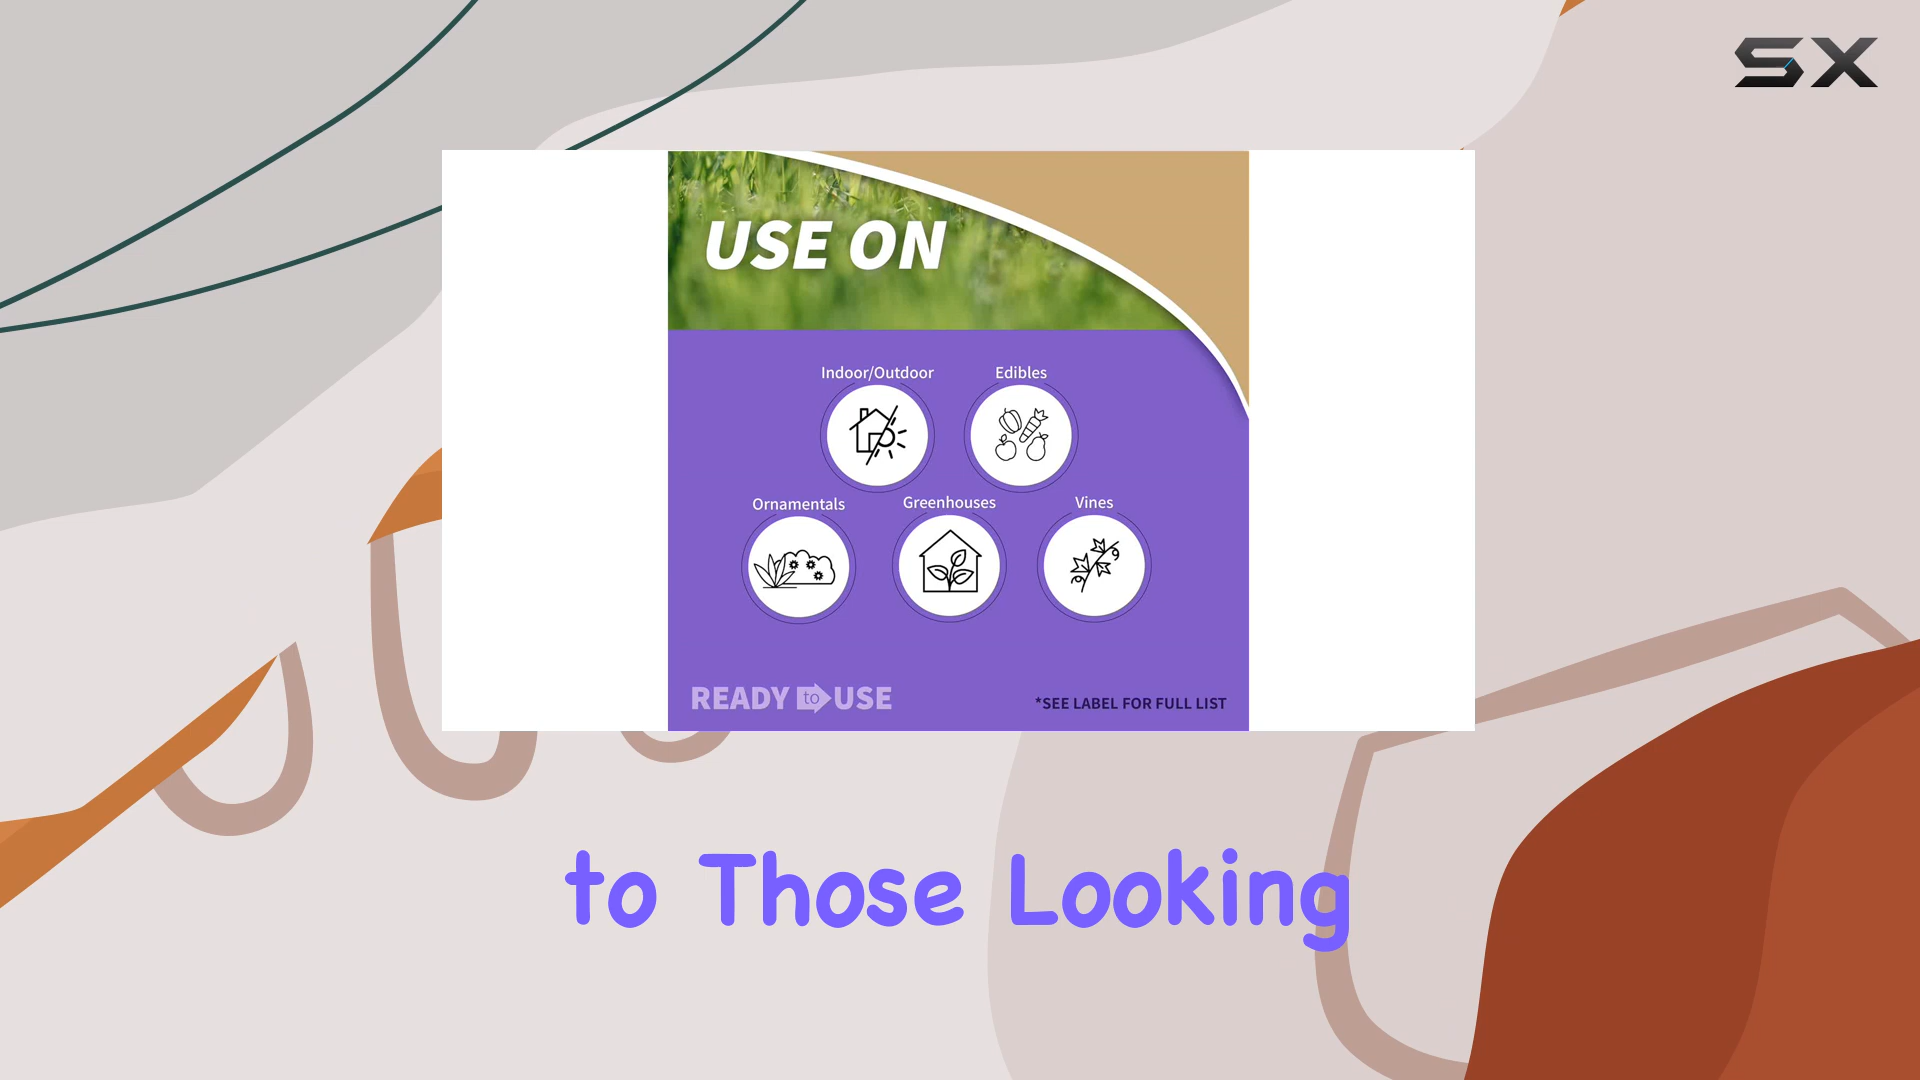 SX
USE ON
Indoor/Outdoor
Edibles
Ornamentals
Greenhouses
Vines
READY to USE
*SEE LABEL FOR FULL LIST
to Those Looking